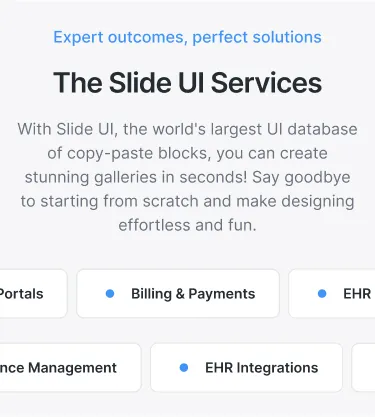 Expert outcomes, perfect solutions
The Slide UI Services
With Slide UI, the world's largest UI database
of copy-paste blocks, you can create
stunning galleries in seconds! Say goodbye
to starting from scratch and make designing
effortless and fun.
Portals Billing & Payments EHR
nce Management EHR Integrations